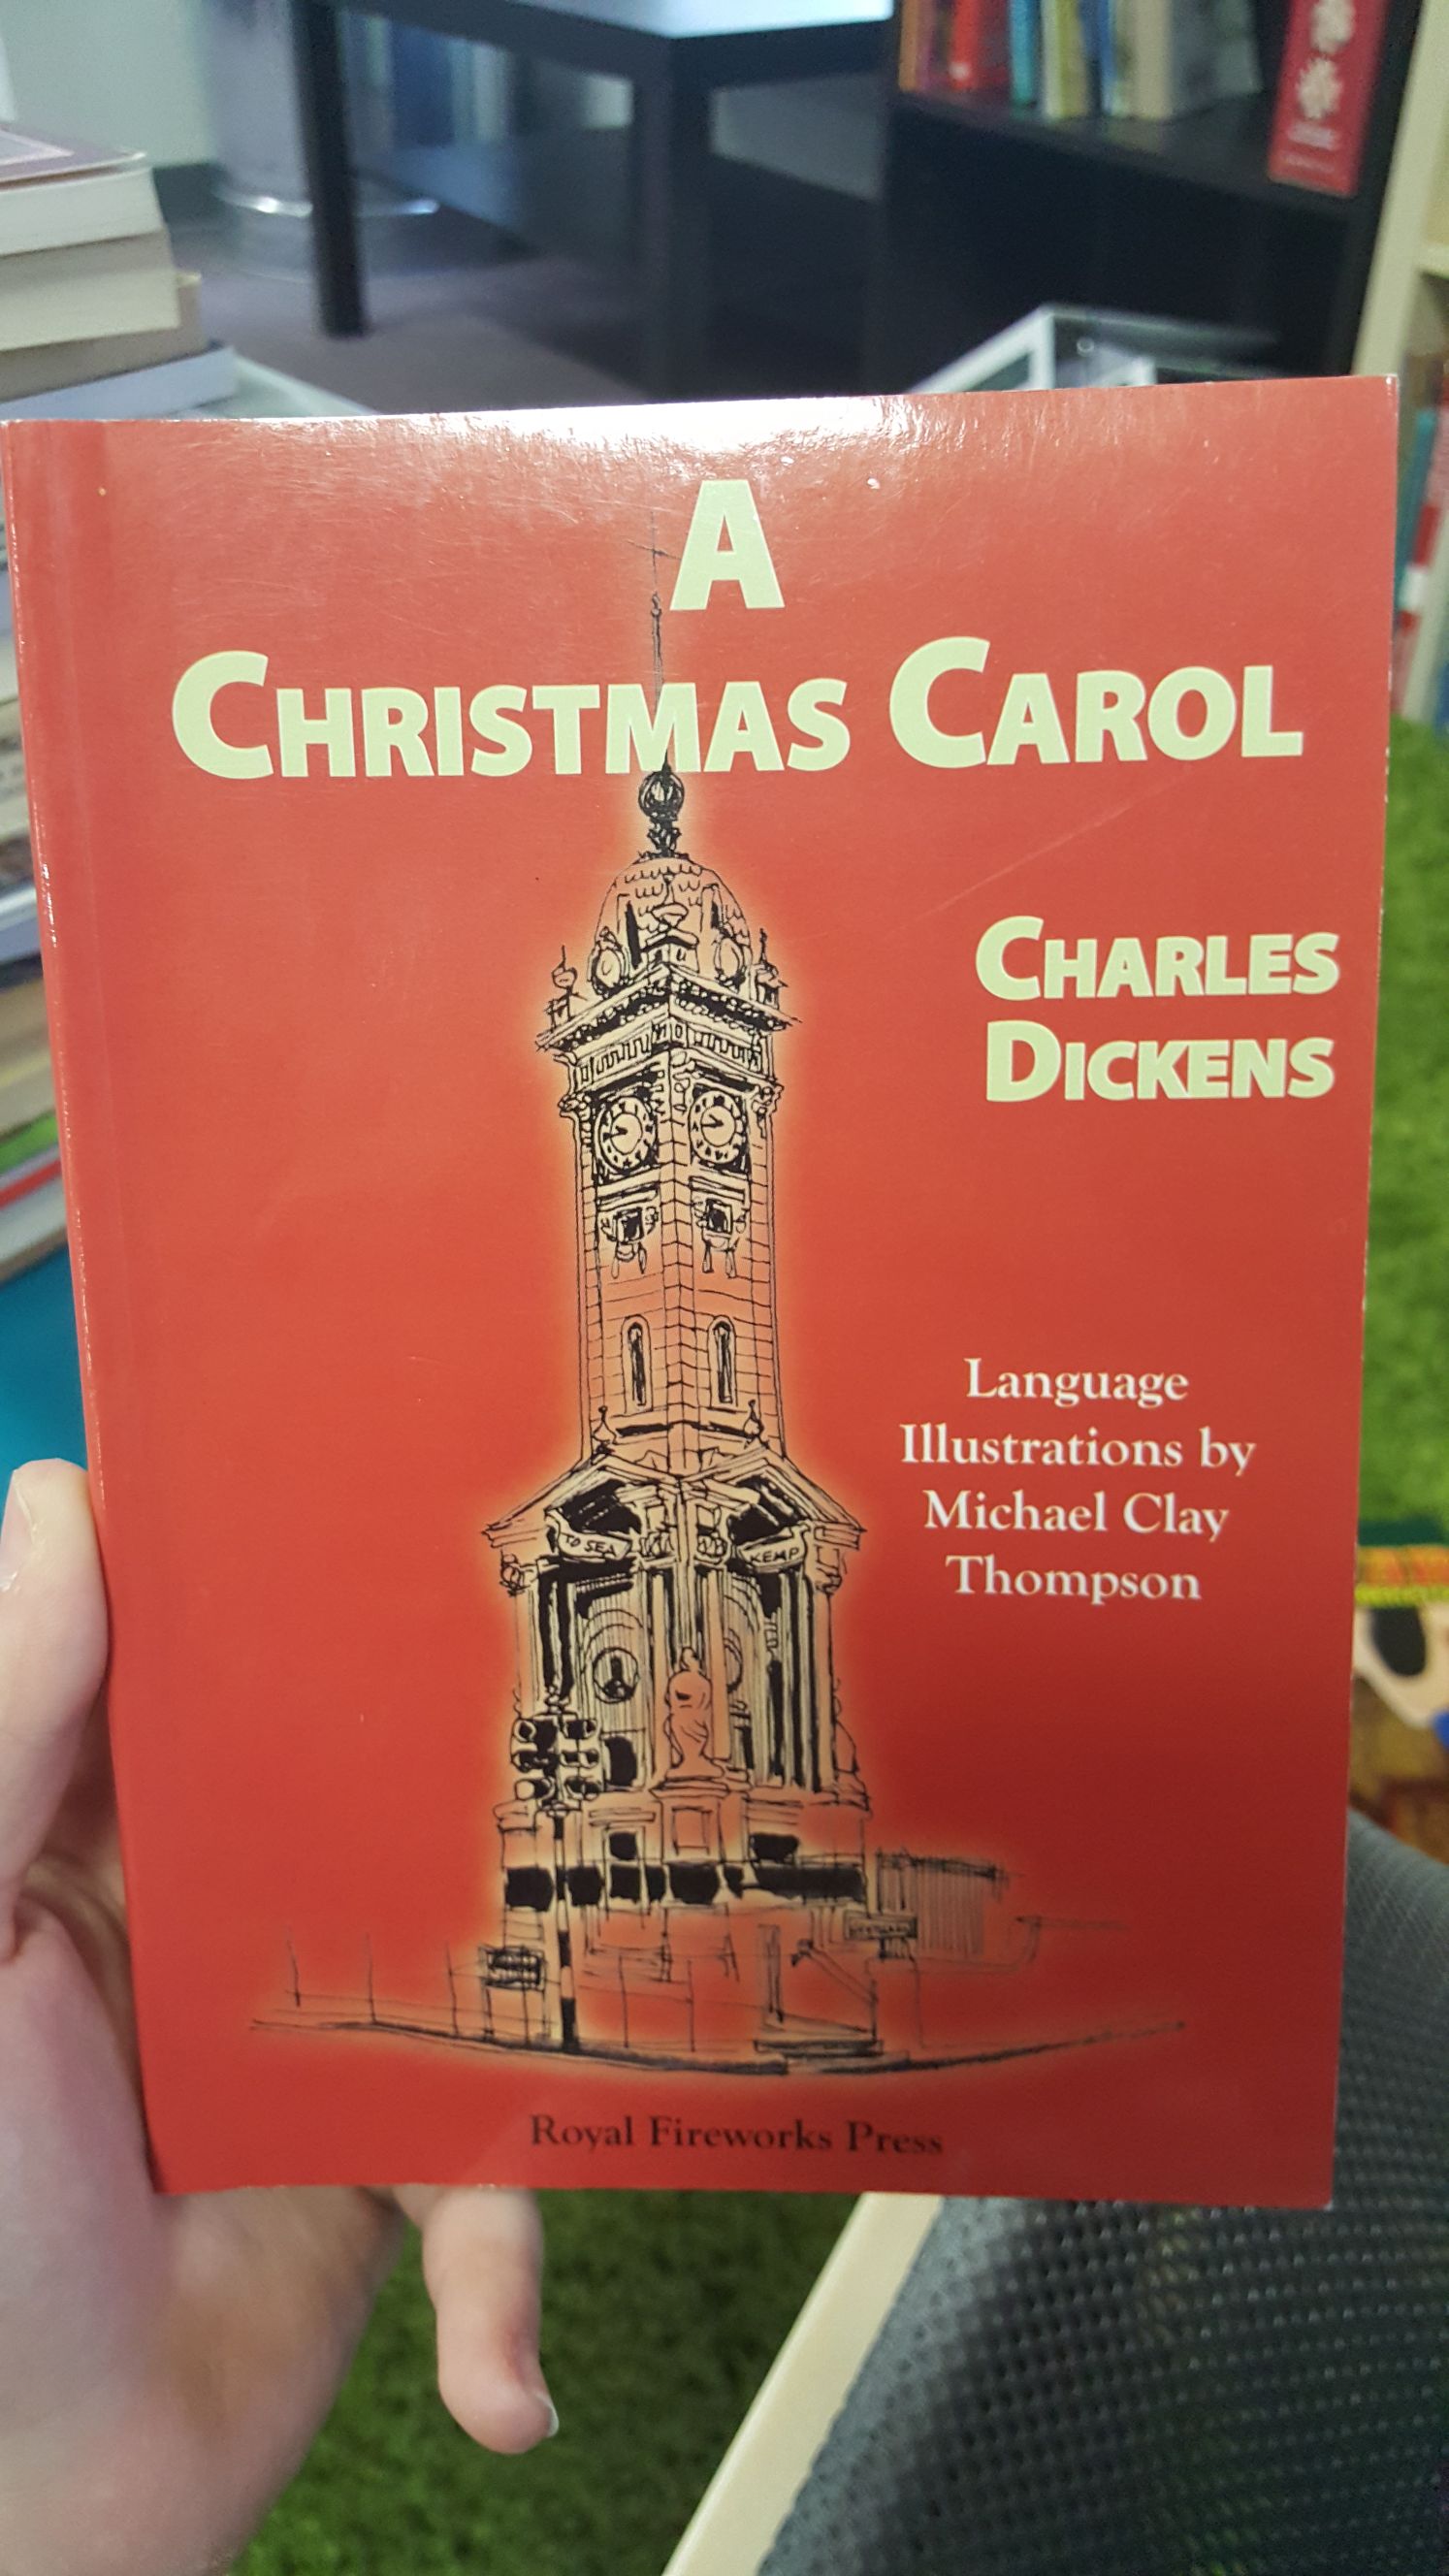 A
CHRISTMAS CAROL
CHARLES
DICKENS
Language
Illustrations by
Michael Clay
Thompson
TO SEA
KEMP
Royal Fireworks Press